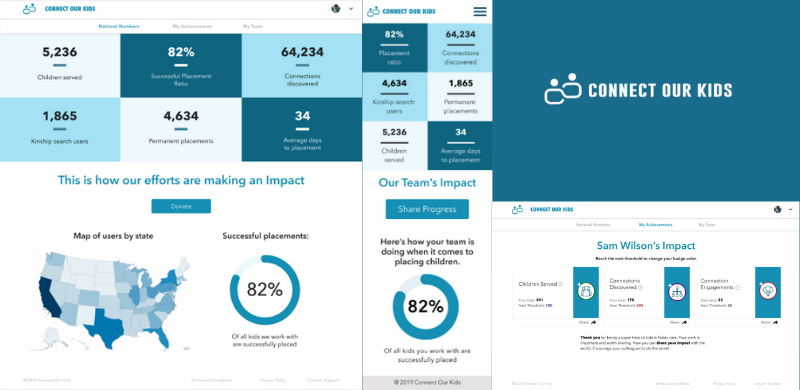 CONNECT OUR KIDS
National Numbers My Achievements My Team
5,236
Children served
82%
Successful Placement
Ratio
64,234
Connections
discovered
1,865
Kinship search users
4,634
Permanent placements
34
Average days
to placement
This is how our efforts are making an Impact
Donate
Map of users by state
Successful placements:
82%
Of all kids we work with
are successfully placed
@ 2019 Connect Our Kids Terms and Conditions Privacy Policy Contact Support
CONNECT OUR KIDS
82%
Placement
ratio
64,234
Connections
discovered
4,634
Kinship search
users
1,865
Permanent
placements
5,236
Children
served
34
Average days
to placement
Our Team's Impact
Share Progress
Here's how your team is
doing when it comes to
placing children.
82%
Of all kids you work with are
successfully placed
@ 2019 Connect Our Kids
CONNECT OUR KIDS
CONNECT OUR KIDS
National Numbers My Achievements My Team
Sam Wilson's Impact
Reach the next threshold to change your badge color.
Children Served
Your total: 341
Next Threshold: 700
Share
Connections
Discovered
Your total: 178
Next Threshold: 200
Share
Connection
Engagements
Your total: 23
Next Threshold: 50
Share
Thank you for being a super hero to kids in foster care. Your work is
important and worth sharing. Now you can share your impact with the
world! Encourage your colleagues to do the same!
@ 2019 Connect Our Kids Terms and Conditions Privacy Policy Contact Support